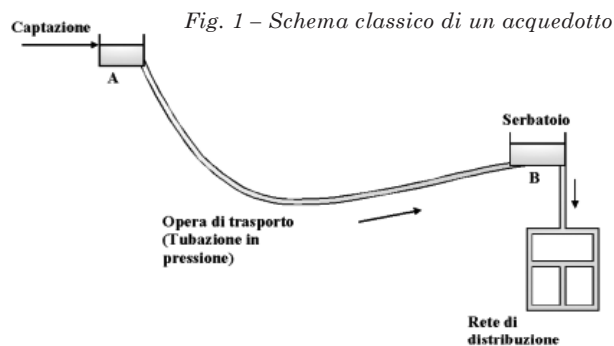 Fig. 1 – Schema classico di un acquedotto
Captazione
A
Serbatoio
B
Opera di trasporto
(Tubazione in
pressione)
Rete di
distribuzione